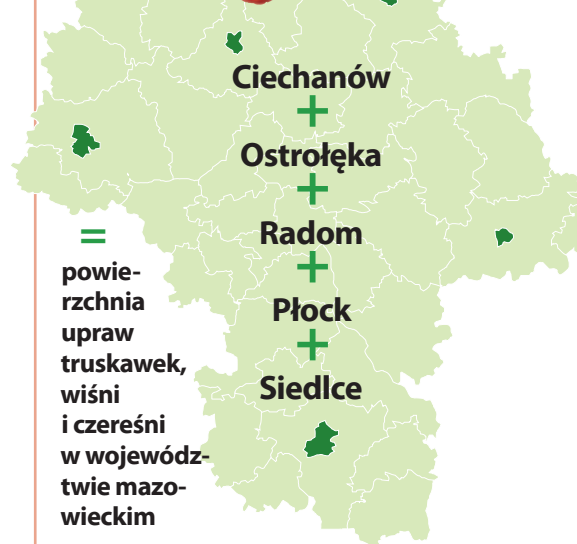 Ciechanów
+
Ostrołęka
+
Radom
+
Płock
+
Siedlce
=
powie-
rzchnia
upraw
truskawek,
wiśni
i czereśni
w wojewódz-
twie mazo-
wieckim